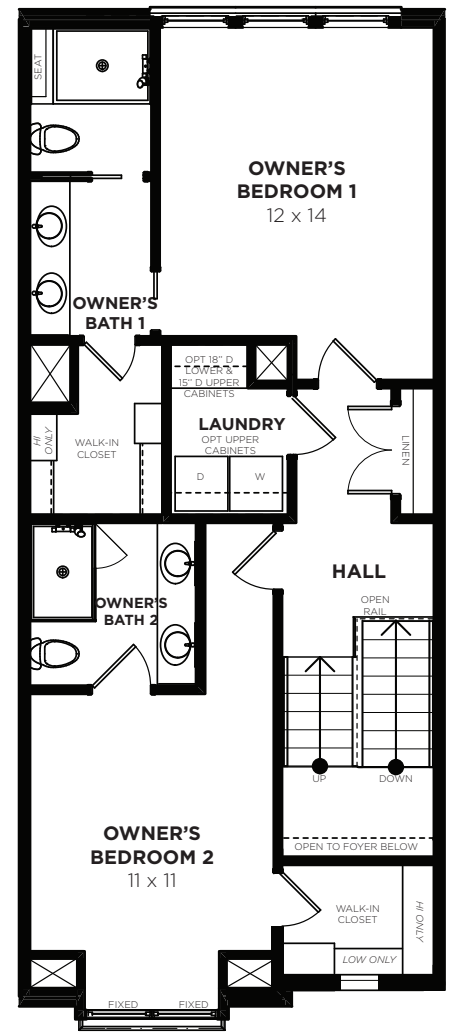 SEAT
OWNER'S
BEDROOM 1
12 x 14
OWNER'S
BATH 1
OPT 18" D
LOWER &
15" D UPPER
CABINETS
LAUNDRY
OPT UPPER
CABINETS
HI
ONLY
WALK-IN
CLOSET
D
W
LINEN
OWNER'S
BATH 2
HALL
OPEN
RAIL
UP
DOWN
OWNER'S
BEDROOM 2
11 x 11
OPEN TO FOYER BELOW
WALK-IN
CLOSET
HI ONLY
LOW ONLY
FIXED
FIXED